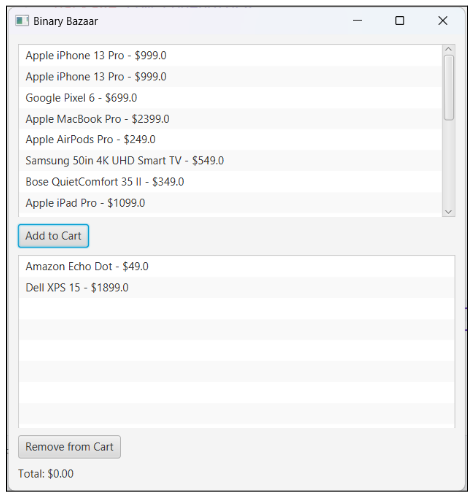 Binary Bazaar
Apple iPhone 13 Pro - $999.0
Apple iPhone 13 Pro - $999.0
Google Pixel 6 - $699.0
Apple MacBook Pro - $2399.0
Apple AirPods Pro - $249.0
Samsung 50in 4K UHD Smart TV - $549.0
Bose QuietComfort 35 II - $349.0
Apple iPad Pro - $1099.0
Add to Cart
Amazon Echo Dot - $49.0
Dell XPS 15 - $1899.0
Remove from Cart
Total: $0.00